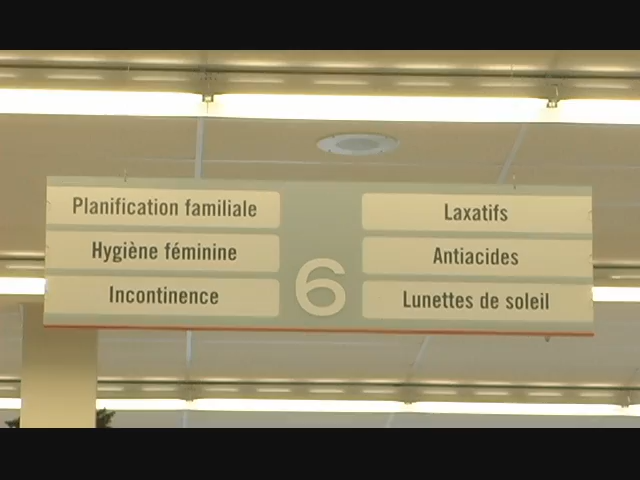 Planification familiale
Hygiène féminine
Incontinence
6
Laxatifs
Antiacides
Lunettes de soleil